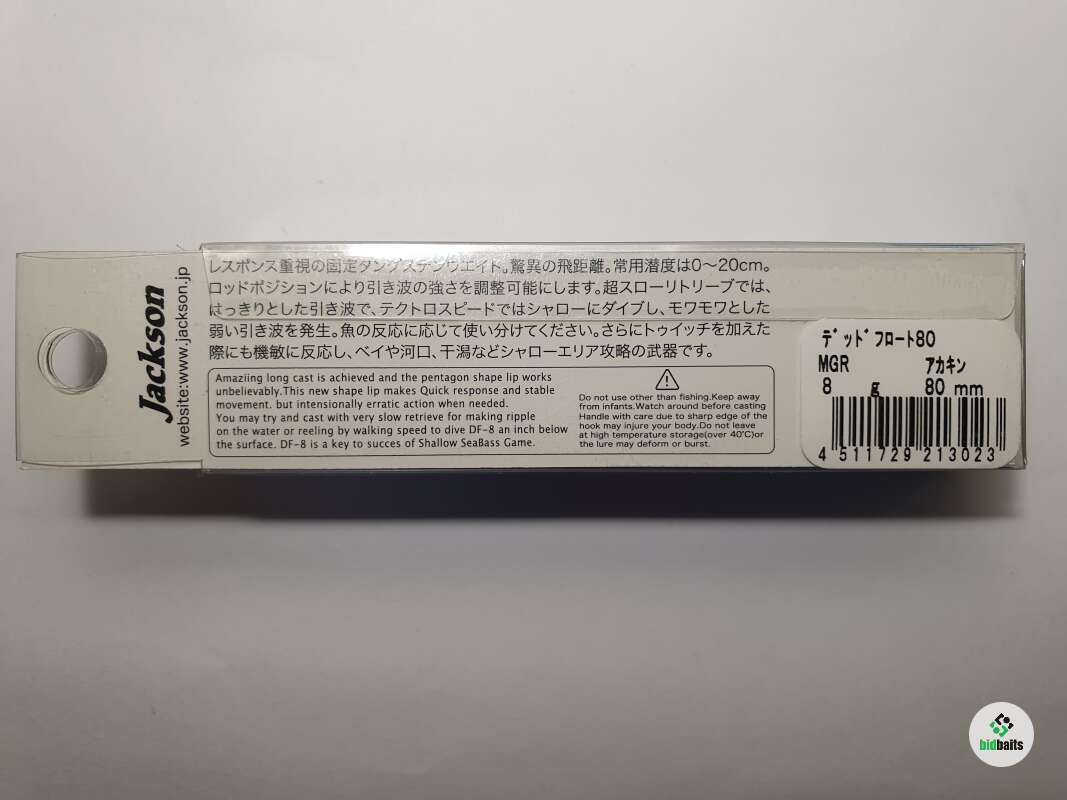 Jackson
website:www.jackson.jp
レスポンス重視の固定タングステンウエイト。驚異の飛距離。常用潜度は0〜20cm。
ロッドポジションにより引き波の強さを調整可能にします。超スローリトリーブでは、
はっきりとした引き波で、テクトロスピードではシャローにダイブし、モワモワとした
弱い引き波を発生。魚の反応に応じて使い分けてください。さらにトゥイッチを加えた
際にも機敏に反応し、ベイや河口、干潟などシャローエリア攻略の武器です。
Amaziing long cast is achieved and the pentagon shape lip works
unbelievably.This new shape lip makes Quick response and stable
movement. but intensionally erratic action when needed.
You may try and cast with very slow retrieve for making ripple
on the water or reeling by walking speed to dive DF-8 an inch below
the surface. DF-8 is a key to succes of Shallow SeaBass Game.
Do not use other than fishing.Keep away
from infants.Watch around before casting
Handle with care due to sharp edge of the
hook may injure your body.Do not leave
at high temperature storage(over 40℃)or
the lure may deform or burst.
ﾃﾞｯﾄﾞﾌﾛｰﾄ80
MGR ｱｶｷﾝ
8 g 80 mm
4 511729 213023
bidbaits